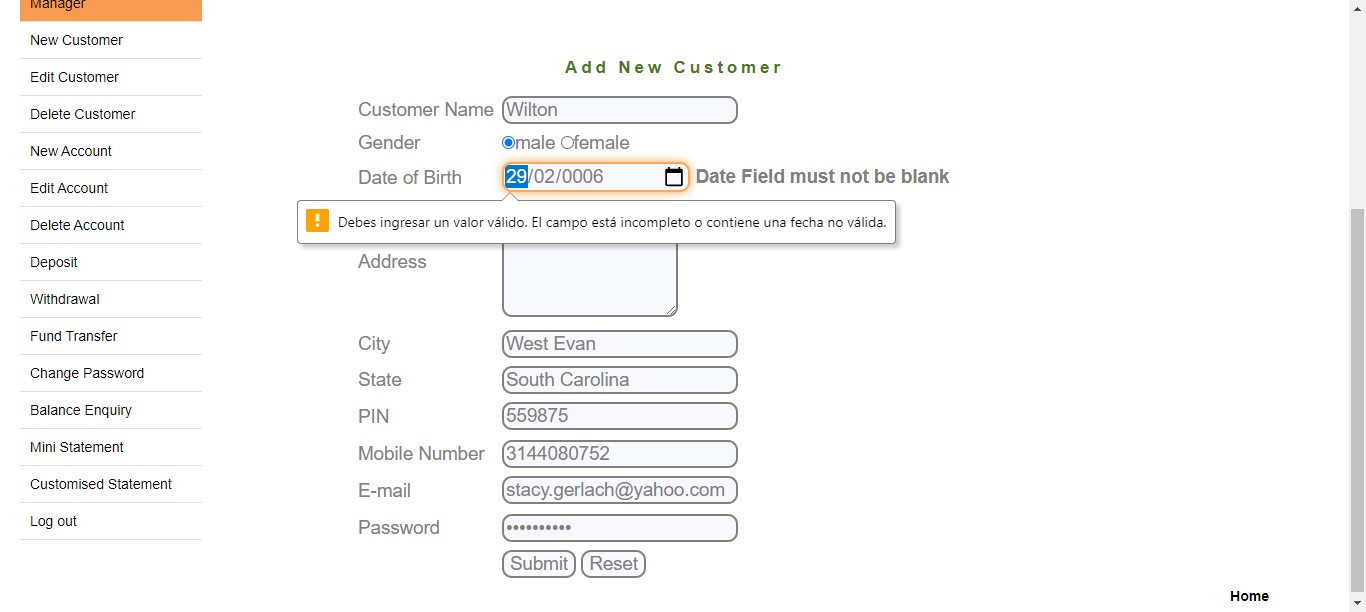 Manager
New Customer
Edit Customer
Delete Customer
New Account
Edit Account
Delete Account
Deposit
Withdrawal
Fund Transfer
Change Password
Balance Enquiry
Mini Statement
Customised Statement
Log out
Add New Customer
Customer Name Wilton
Gender male female
Date of Birth 29/02/0006 Date Field must not be blank
Debes ingresar un valor válido. El campo está incompleto o contiene una fecha no válida.
Address
City West Evan
State South Carolina
PIN 559875
Mobile Number 3144080752
E-mail stacy.gerlach@yahoo.com
Password ••••••••••
Submit Reset
Home